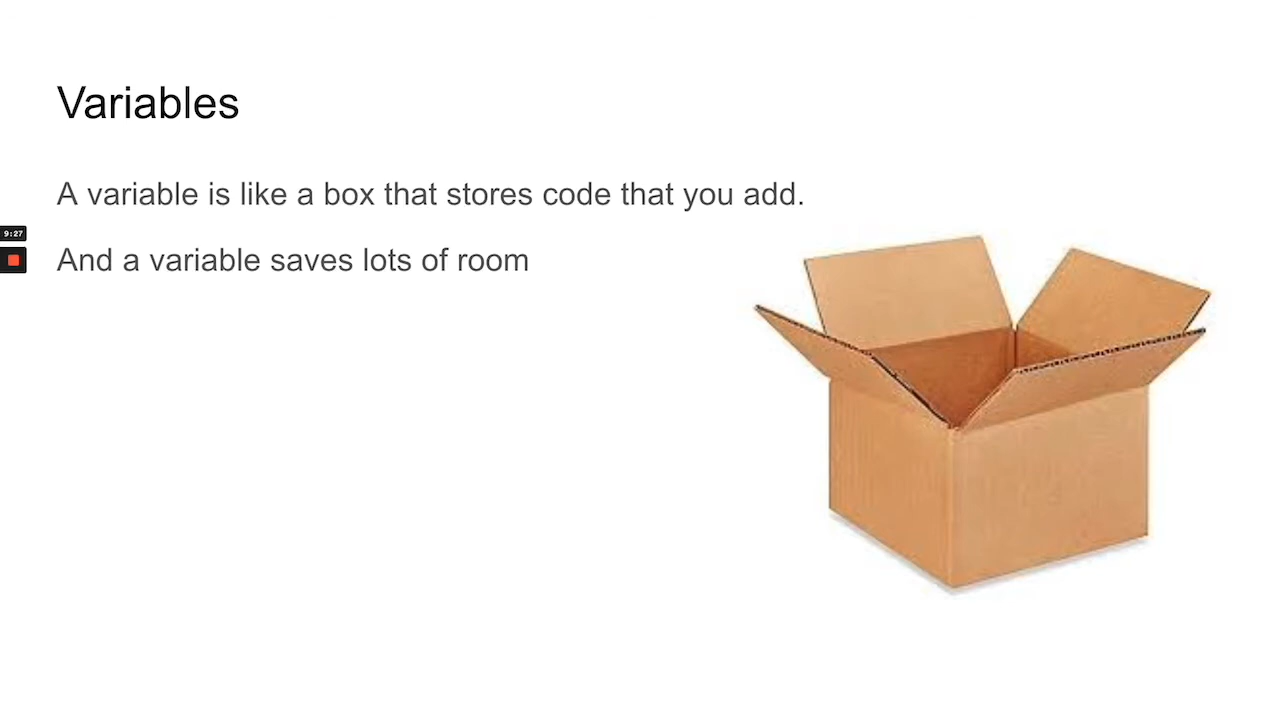 Variables
A variable is like a box that stores code that you add.
9:27
And a variable saves lots of room